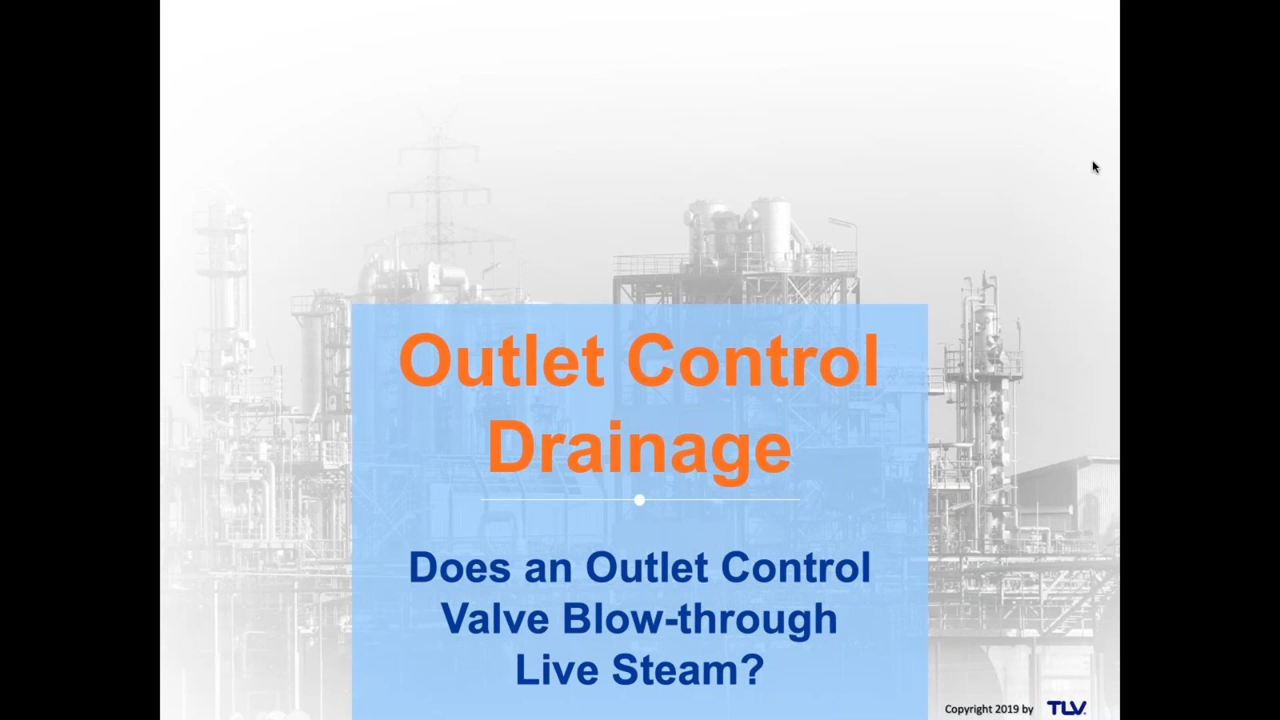 Outlet Control
Drainage
Does an Outlet Control
Valve Blow-through
Live Steam?
Copyright 2019 by TLV